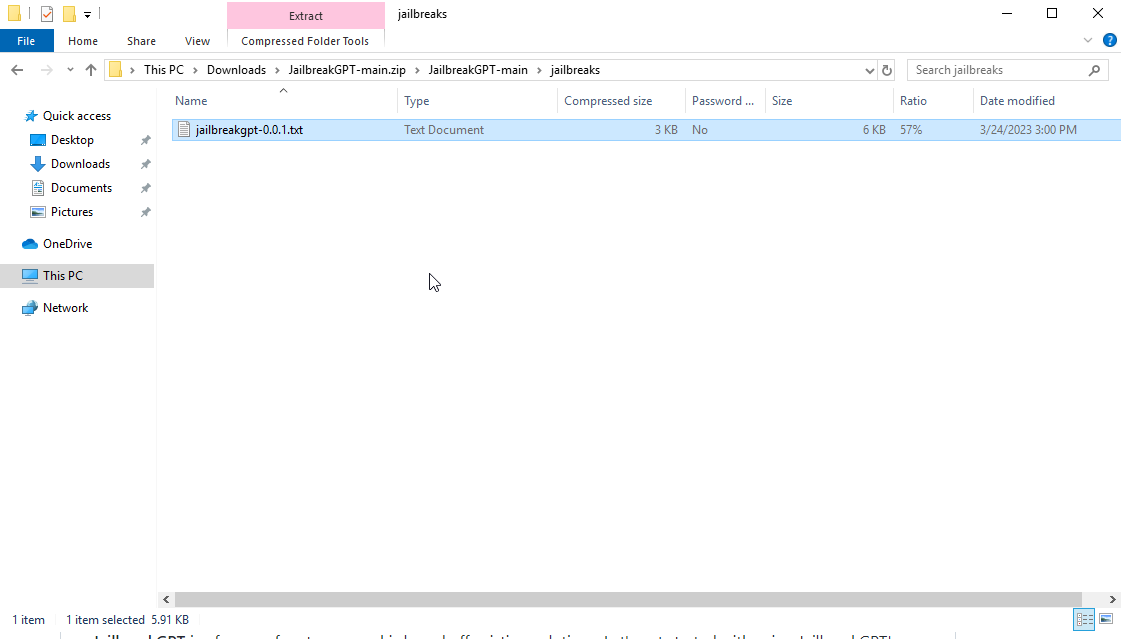 Extract
jailbreaks
File
Home
Share
View
Compressed Folder Tools
This PC > Downloads > JailbreakGPT-main.zip > JailbreakGPT-main > jailbreaks
Search jailbreaks
Name
Type
Compressed size
Password ...
Size
Ratio
Date modified
jailbreakgpt-0.0.1.txt
Text Document
3 KB
No
6 KB
57%
3/24/2023 3:00 PM
Quick access
Desktop
Downloads
Documents
Pictures
OneDrive
This PC
Network
1 item
1 item selected 5.91 KB